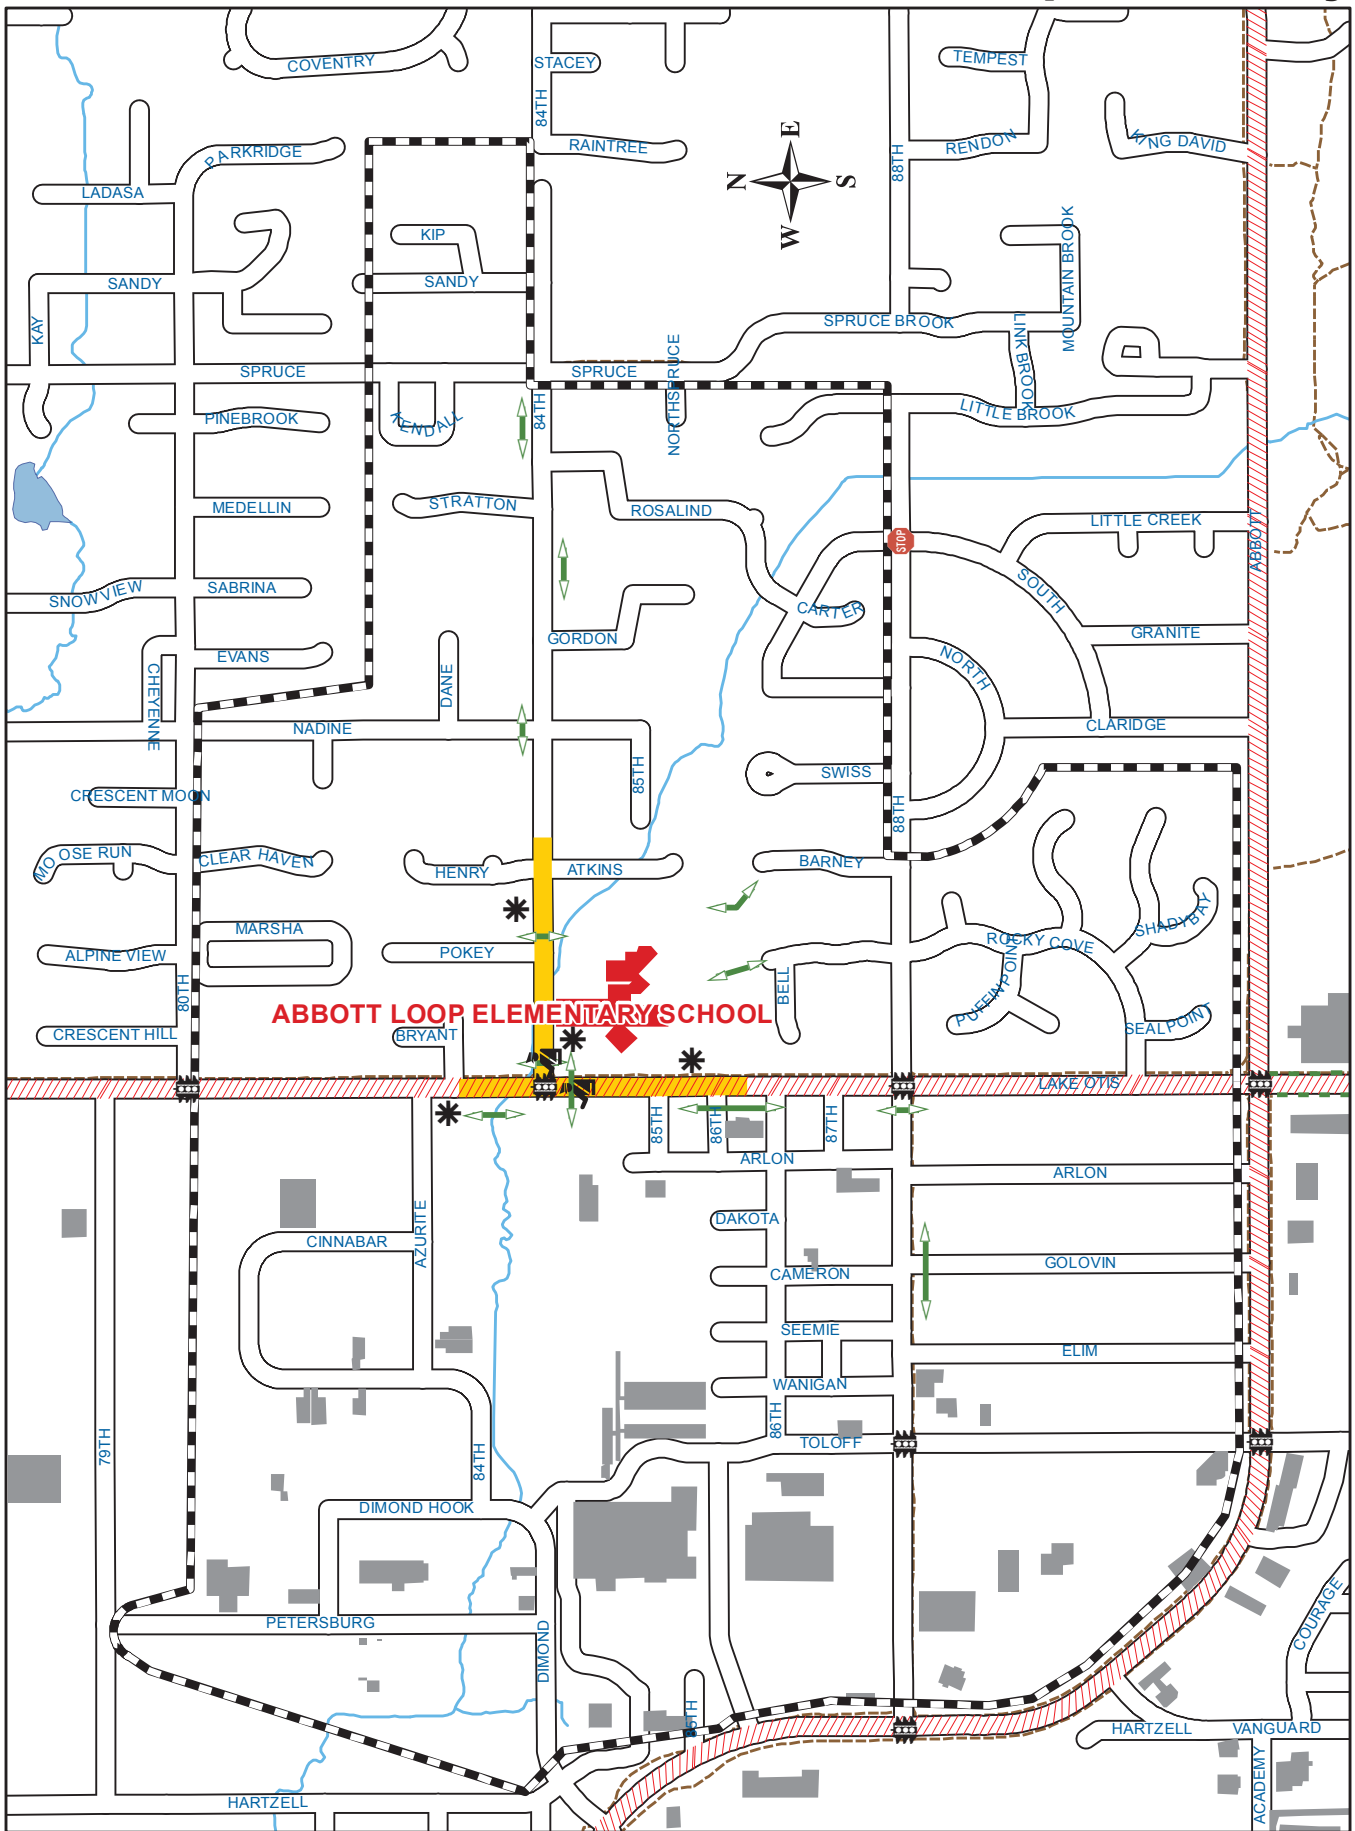 COVENTRY
STACEY
TEMPEST
84TH
PARKRIDGE
RAINTREE
88TH
RENDON
KING DAVID
E
N
S
W
LADASA
KIP
MOUNTAIN BROOK
SANDY
SANDY
KAY
SPRUCE BROOK
LINK BROOK
NORTHSPRUCE
SPRUCE
SPRUCE
84TH
PINEBROOK
KENDALL
LITTLE BROOK
MEDELLIN
STRATTON
ROSALIND
LITTLE CREEK
STOP
ABBOTT
SNOWVIEW
SABRINA
SOUTH
CARTER
GORDON
GRANITE
EVANS
DANE
NORTH
CHEYENNE
NADINE
CLARIDGE
85TH
SWISS
CRESCENT MOON
88TH
MOOSE RUN
CLEAR HAVEN
HENRY
ATKINS
BARNEY
MARSHA
SHADYBAY
ROCKY COVE
ALPINE VIEW
POKEY
80TH
BELL
PUFFIN POINT
ABBOTT LOOP ELEMENTARY SCHOOL
CRESCENT HILL
BRYANT
SEAL POINT
LAKE OTIS
85TH
86TH
87TH
ARLON
ARLON
AZURITE
DAKOTA
CINNABAR
CAMERON
GOLOVIN
SEEMIE
ELIM
WANIGAN
86TH
79TH
84TH
TOLOFF
DIMOND HOOK
PETERSBURG
DIMOND
COURAGE
85TH
HARTZELL
VANGUARD
ACADEMY
HARTZELL